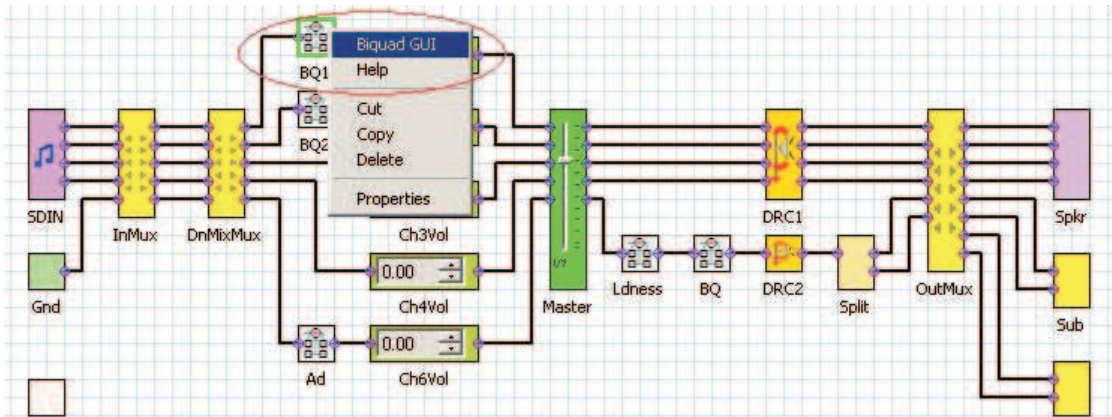 Biquad GUI
Help
Cut
Copy
Delete
Properties
BQ1
BQ2
SDIN
InMux
DnMixMux
Ch3Vol
Gnd
0.00
Ch4Vol
Ad
0.00
Ch6Vol
Master
Ldness
BQ
DRC1
DRC2
Split
OutMux
Spkr
Sub